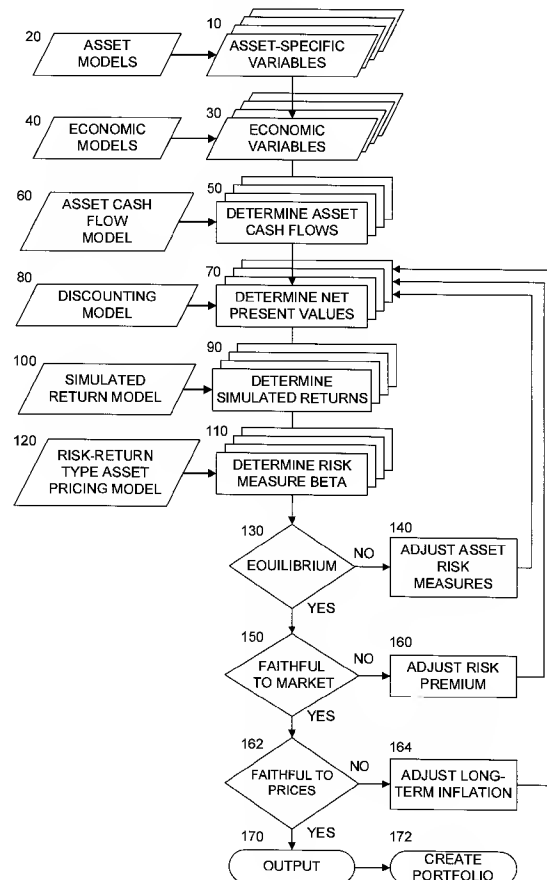 20
ASSET
MODELS
10
ASSET-SPECIFIC
VARIABLES
40
ECONOMIC
MODELS
30
ECONOMIC
VARIABLES
60
ASSET CASH
FLOW
MODEL
50
DETERMINE ASSET
CASH FLOWS
80
DISCOUNTING
MODEL
70
DETERMINE NET
PRESENT VALUES
100
SIMULATED
RETURN MODEL
90
DETERMINE
SIMULATED RETURNS
120
RISK-RETURN
TYPE ASSET
PRICING MODEL
110
DETERMINE RISK
MEASURE BETA
130
EQUILIBRIUM
NO
140
ADJUST ASSET
RISK
MEASURES
YES
150
FAITHFUL
TO MARKET
NO
160
ADJUST RISK
PREMIUM
YES
162
FAITHFUL TO
PRICES
NO
164
ADJUST LONG-
TERM INFLATION
YES
170
OUTPUT
172
CREATE
PORTFOLIO